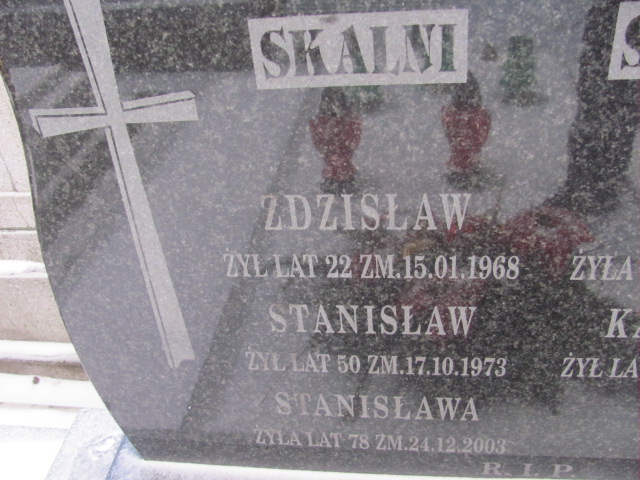 SKALNI
ZDZISŁAW
ŻYŁ LAT 22 ZM.15.01.1968
STANISŁAW
ŻYŁ LAT 50 ZM.17.10.1973
STANISŁAWA
ŻYŁA LAT 78 ZM.24.12.2003
ŻYŁA
ŻYŁ
R.I.P.